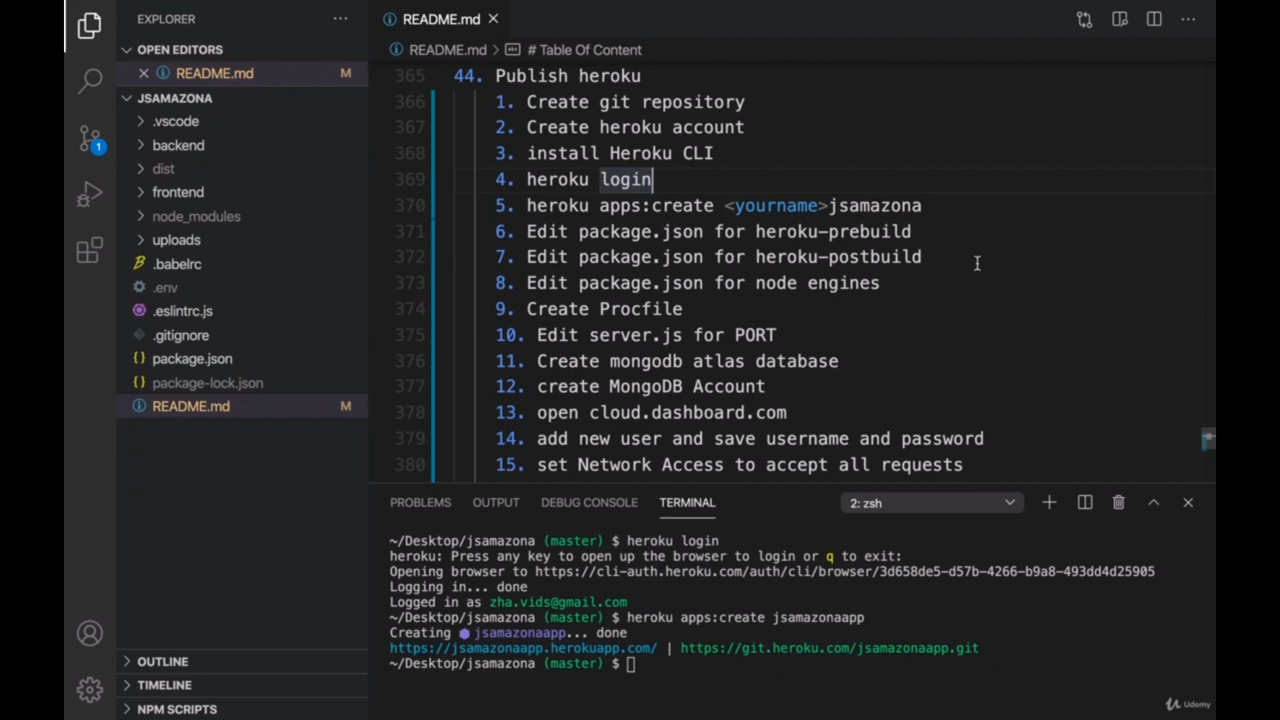 EXPLORER
OPEN EDITORS
README.md M
JSAMAZONA
.vscode
backend
dist
frontend
node_modules
uploads
.babelrc
.env
.eslintrc.js
.gitignore
package.json
package-lock.json
README.md M
OUTLINE
TIMELINE
NPM SCRIPTS
1
README.md
README.md > # Table Of Content
365 44. Publish heroku
366 1. Create git repository
367 2. Create heroku account
368 3. install Heroku CLI
369 4. heroku login
370 5. heroku apps:create <yourname>jsamazona
371 6. Edit package.json for heroku-prebuild
372 7. Edit package.json for heroku-postbuild
373 8. Edit package.json for node engines
374 9. Create Procfile
375 10. Edit server.js for PORT
376 11. Create mongodb atlas database
377 12. create MongoDB Account
378 13. open cloud.dashboard.com
379 14. add new user and save username and password
380 15. set Network Access to accept all requests
PROBLEMS OUTPUT DEBUG CONSOLE TERMINAL 2: zsh
~/Desktop/jsamazona (master) $ heroku login
heroku: Press any key to open up the browser to login or q to exit:
Opening browser to https://cli-auth.heroku.com/auth/cli/browser/3d658de5-d57b-4266-b9a8-493dd4d25905
Logging in... done
Logged in as zha.vids@gmail.com
~/Desktop/jsamazona (master) $ heroku apps:create jsamazonaapp
Creating ⬢ jsamazonaapp... done
https://jsamazonaapp.herokuapp.com/ | https://git.heroku.com/jsamazonaapp.git
~/Desktop/jsamazona (master) $
Udemy